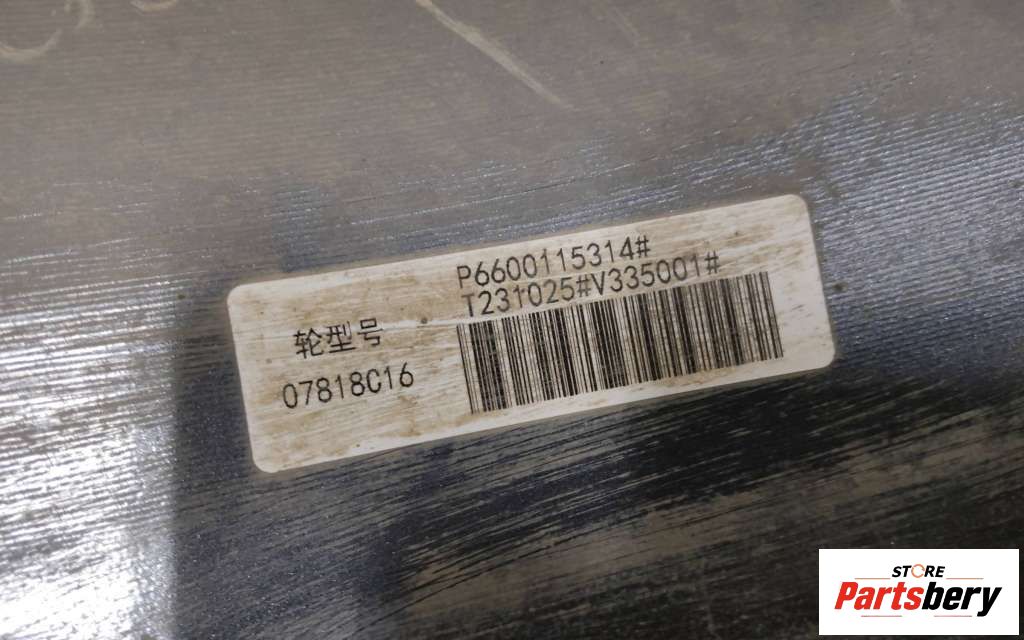 P6600115314#
T231025#V335001#
轮型号
07818C16
STORE
Partsbery